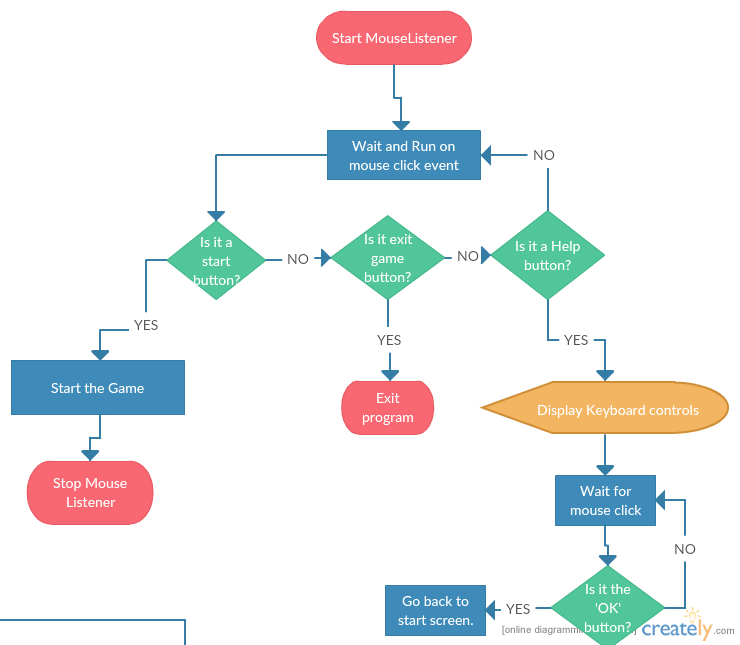 Start MouseListener
Wait and Run on
mouse click event
NO
Is it a
start
button?
NO
Is it exit
game
button?
NO
Is it a Help
button?
YES
YES
YES
Start the Game
Exit
program
Display Keyboard controls
Stop Mouse
Listener
Wait for
mouse click
NO
Go back to
start screen.
YES
Is it the
'OK'
button?
[online diagramming
creately.com